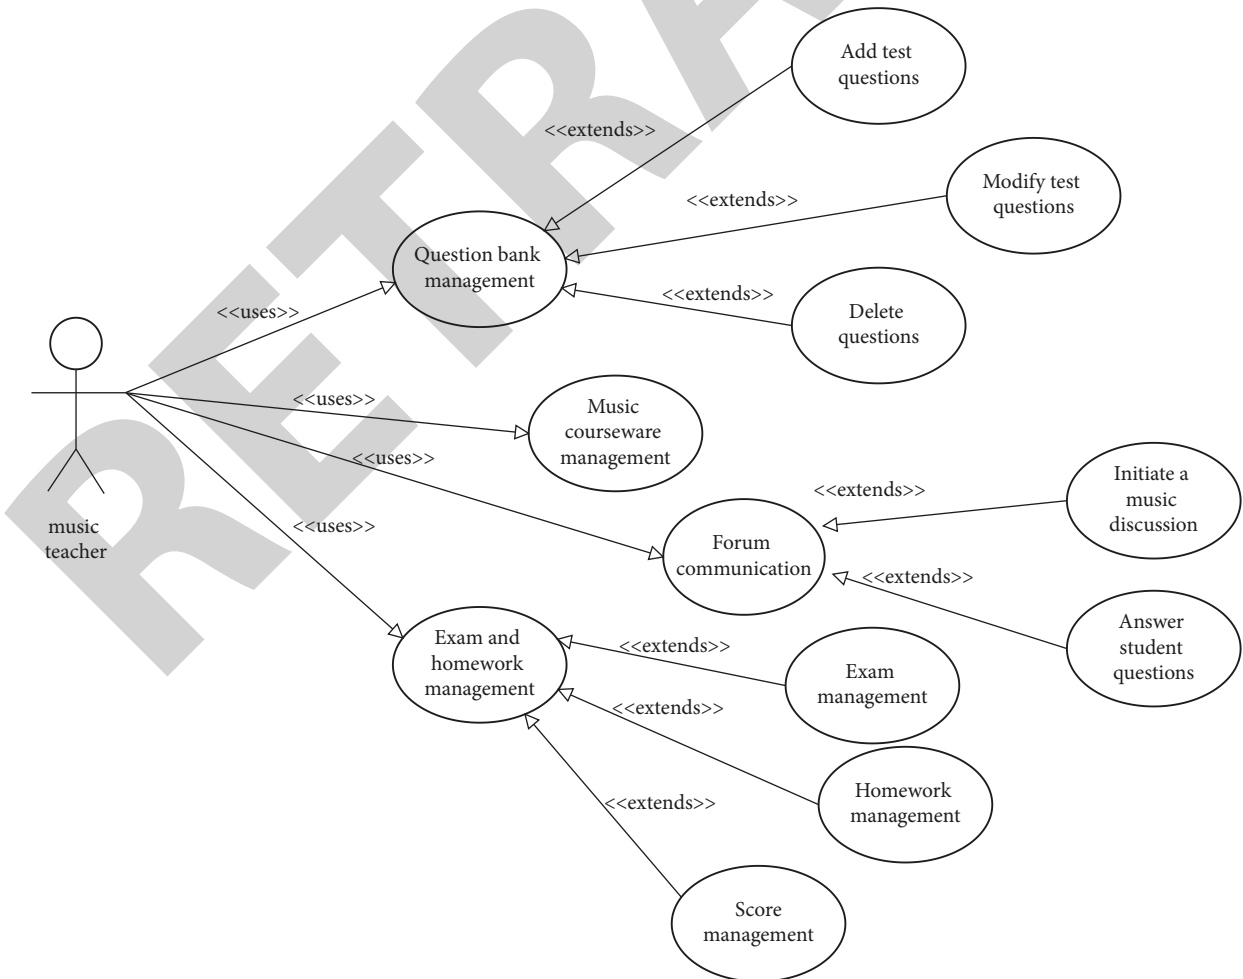 Add test
questions
<<extends>>
Modify test
questions
<<extends>>
Question bank
management
<<extends>>
Delete
questions
<<uses>>
<<uses>>
Music
courseware
management
<<uses>>
Initiate a
music
discussion
<<extends>>
music
teacher
<<uses>>
Forum
communication
<<extends>>
Answer
student
questions
Exam and
homework
management
<<extends>>
Exam
management
<<extends>>
Homework
management
<<extends>>
Score
management
RETRA